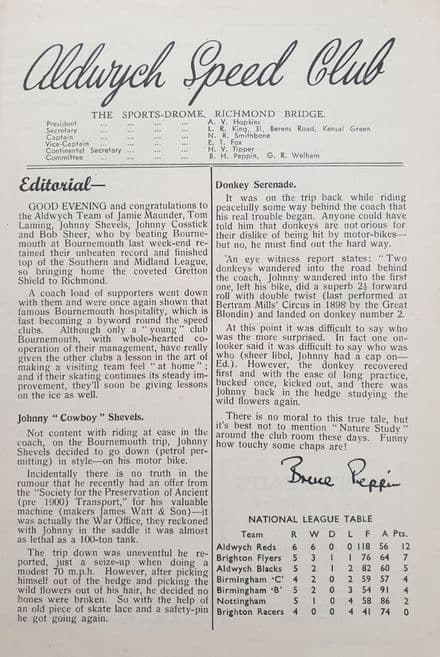 Aldwych Speed Club
THE SPORTS-DROME, RICHMOND BRIDGE.
President ... ... ... ... A. V. Hopkins
Secretary ... ... ... ... L. R. King, 31, Berens Road, Kensal Green
Captain ... ... ... ... N. R. Smithbone
Vice-Captain ... ... ... ... E. T. Fox
Continental Secretary ... ... ... H. V. Tipper
Committee ... ... ... ... B. H. Peppin, G. R. Welham
Editorial—
GOOD EVENING and congratulations to
the Aldwych Team of Jamie Maunder, Tom
Laming, Johnny Shevels, Johnny Cosstick
and Bob Sheer, who by beating Bourne-
mouth at Bournemouth last week-end re-
tained their unbeaten record and finished
top of the Southern and Midland League,
so bringing home the coveted Gretton
Shield to Richmond.
A coach load of supporters went down
with them and were once again shown that
famous Bournemouth hospitality, which is
fast becoming a byword round the speed
clubs. Although only a "young" club
Bournemouth, with whole-hearted co-
operation of their management, have really
given the other clubs a lesson in the art of
making a visiting team feel "at home";
and if their skating continues its steady im-
provement, they'll soon be giving lessons
on the ice as well.
Johnny "Cowboy" Shevels.
Not content with riding at ease in the
coach, on the Bournemouth trip, Johnny
Shevels decided to go down (petrol per-
mitting) in style—on his motor bike.
Incidentally there is no truth in the
rumour that he recently had an offer from
the "Society for the Preservation of Ancient
(pre 1900) Transport," for his valuable
machine (makers James Watt & Son)—it
was actually the War Office, they reckoned
with Johnny in the saddle it was almost
as lethal as a 100-ton tank.
The trip down was uneventful he re-
ported, just a seize-up when doing a
modest 70 m.p.h. However, after picking
himself out of the hedge and picking the
wild flowers out of his hair, he decided no
bones were broken. So with the help of
an old piece of skate lace and a safety-pin
he got going again.
Donkey Serenade.
It was on the trip back while riding
peacefully some way behind the coach that
his real trouble began. Anyone could have
told him that donkeys are notorious for
their dislike of being hit by motor-bikes—
but no, he must find out the hard way.
An eye witness report states: "Two
donkeys wandered into the road behind
the coach, Johnny wandered into the first
one, left his bike, did a superb 2½ forward
roll with double twist (last performed at
Bertram Mills' Circus in 1898 by the Great
Blondin) and landed on donkey number 2.
At this point it was difficult to say who
was the more surprised. In fact one on-
looker said it was difficult to say who was
who (sheer libel, Johnny had a cap on—
Ed.). However, the donkey recovered
first and with the ease of long practice,
bucked once, kicked out, and there was
Johnny back in the hedge studying the
wild flowers again.
There is no moral to this true tale, but
it's best not to mention "Nature Study"
around the club room these days. Funny
how touchy some chaps are!
Bruce Peppin
NATIONAL LEAGUE TABLE
Team R W D L F A Pts.
Aldwych Reds 6 6 0 0 118 56 12
Brighton Flyers 5 3 1 1 76 64 7
Aldwych Blacks 5 2 1 2 82 60 5
Birmingham 'C' 4 2 0 2 59 57 4
Birmingham 'B' 5 2 0 3 54 91 4
Nottingham 5 1 0 4 58 86 2
Brighton Racers 4 0 0 4 41 74 0